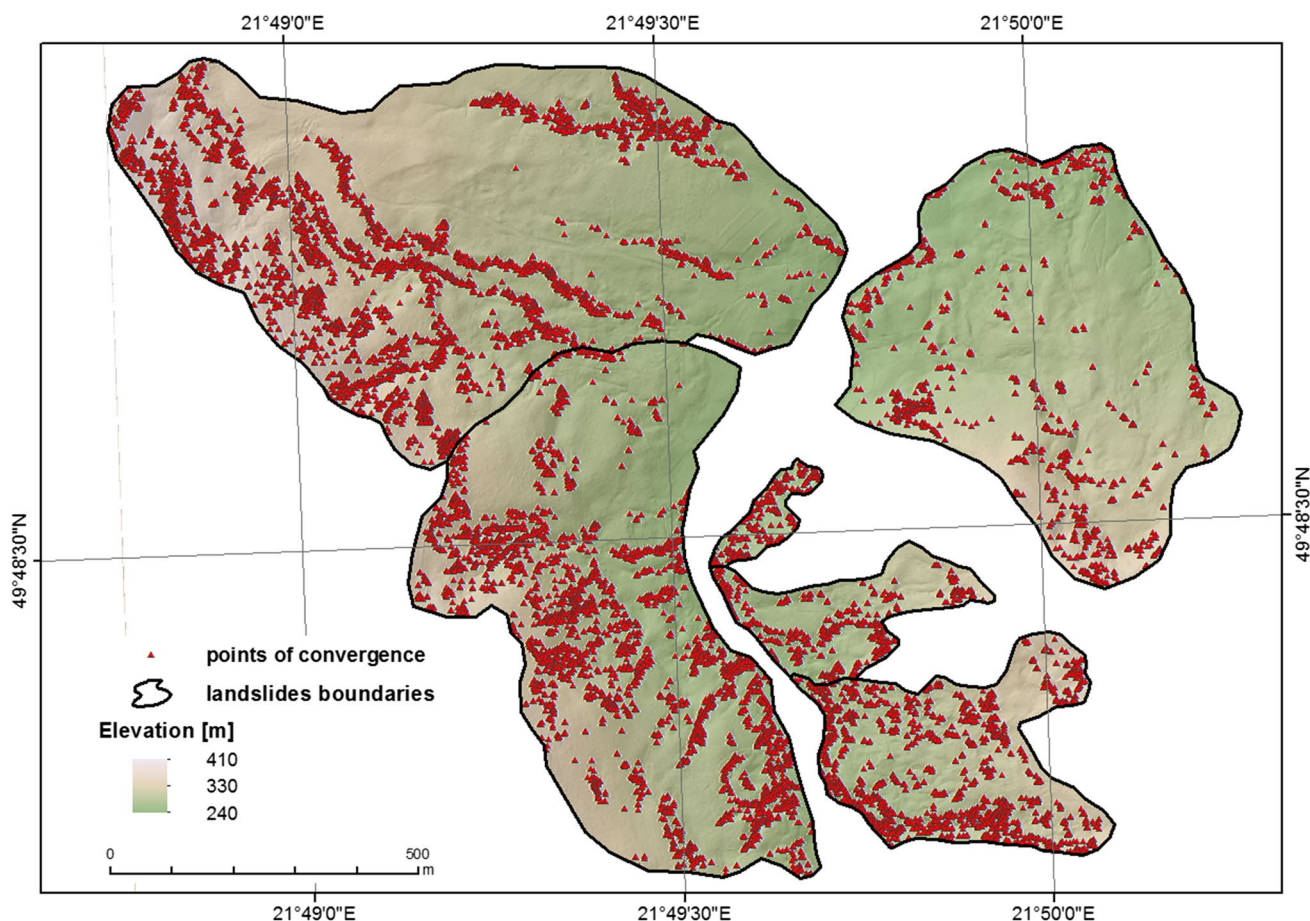 21°49'0"E 21°49'30"E 21°50'0"E
49°48'30"N
49°48'30"N
points of convergence
landslides boundaries
Elevation [m]
410
330
240
0 500
m
21°49'0"E 21°49'30"E 21°50'0"E